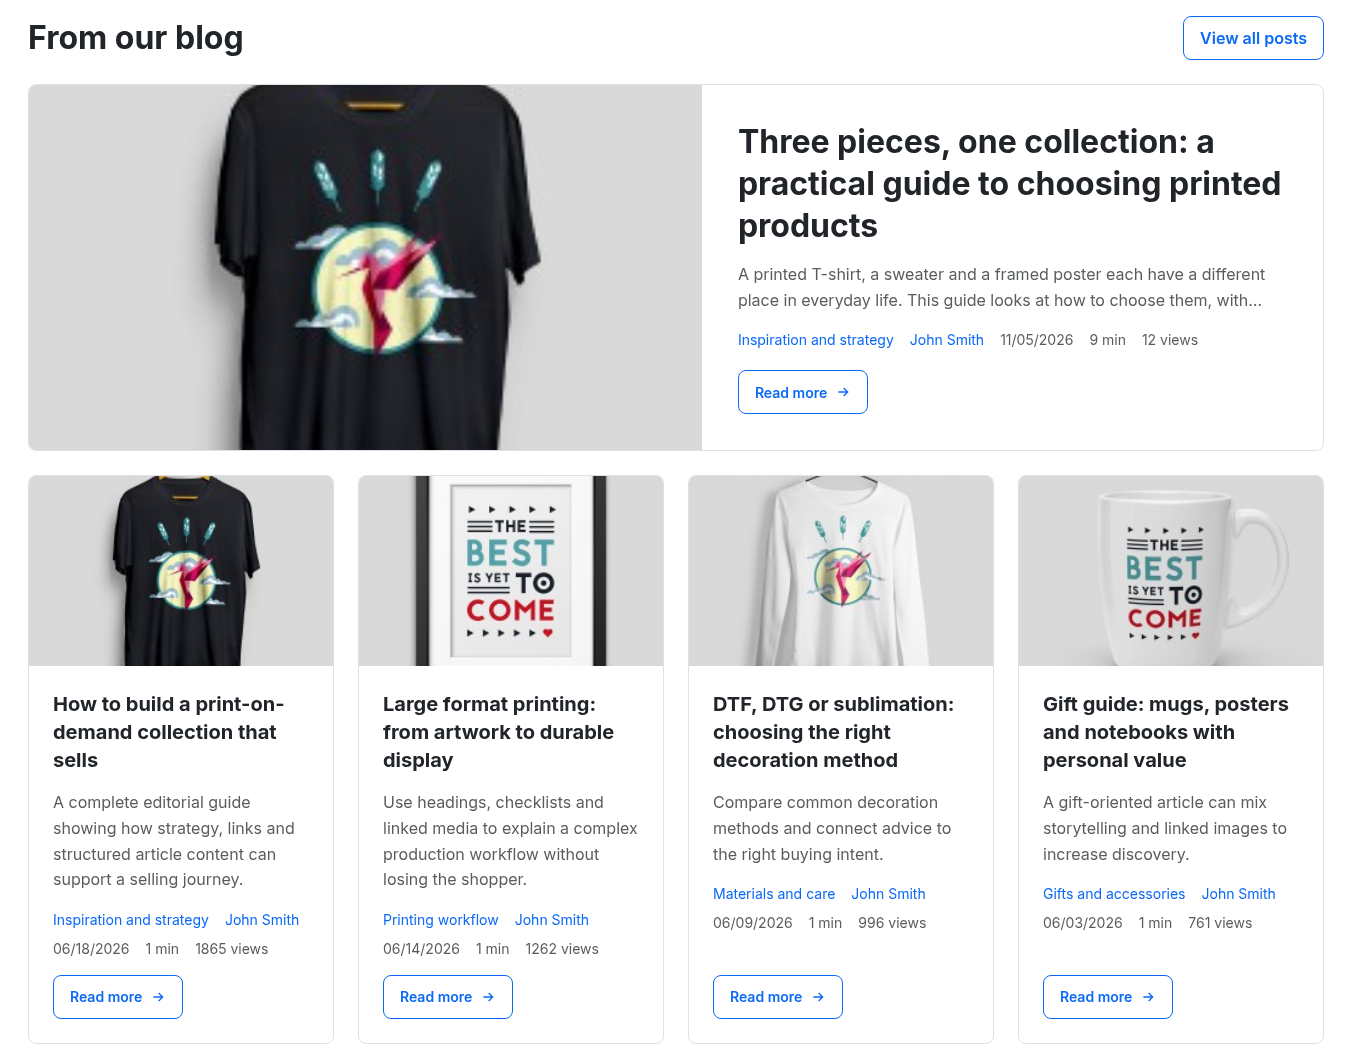 From our blog
View all posts
Three pieces, one collection: a
practical guide to choosing printed
products
A printed T-shirt, a sweater and a framed poster each have a different
place in everyday life. This guide looks at how to choose them, with...
Inspiration and strategy John Smith 11/05/2026 9 min 12 views
Read more →
How to build a print-on-
demand collection that
sells
A complete editorial guide
showing how strategy, links and
structured article content can
support a selling journey.
Inspiration and strategy John Smith
06/18/2026 1 min 1865 views
Read more →
THE
BEST
IS YET TO
COME
Large format printing:
from artwork to durable
display
Use headings, checklists and
linked media to explain a complex
production workflow without
losing the shopper.
Printing workflow John Smith
06/14/2026 1 min 1262 views
Read more →
DTF, DTG or sublimation:
choosing the right
decoration method
Compare common decoration
methods and connect advice to
the right buying intent.
Materials and care John Smith
06/09/2026 1 min 996 views
Read more →
THE
BEST
IS YET TO
COME
Gift guide: mugs, posters
and notebooks with
personal value
A gift-oriented article can mix
storytelling and linked images to
increase discovery.
Gifts and accessories John Smith
06/03/2026 1 min 761 views
Read more →